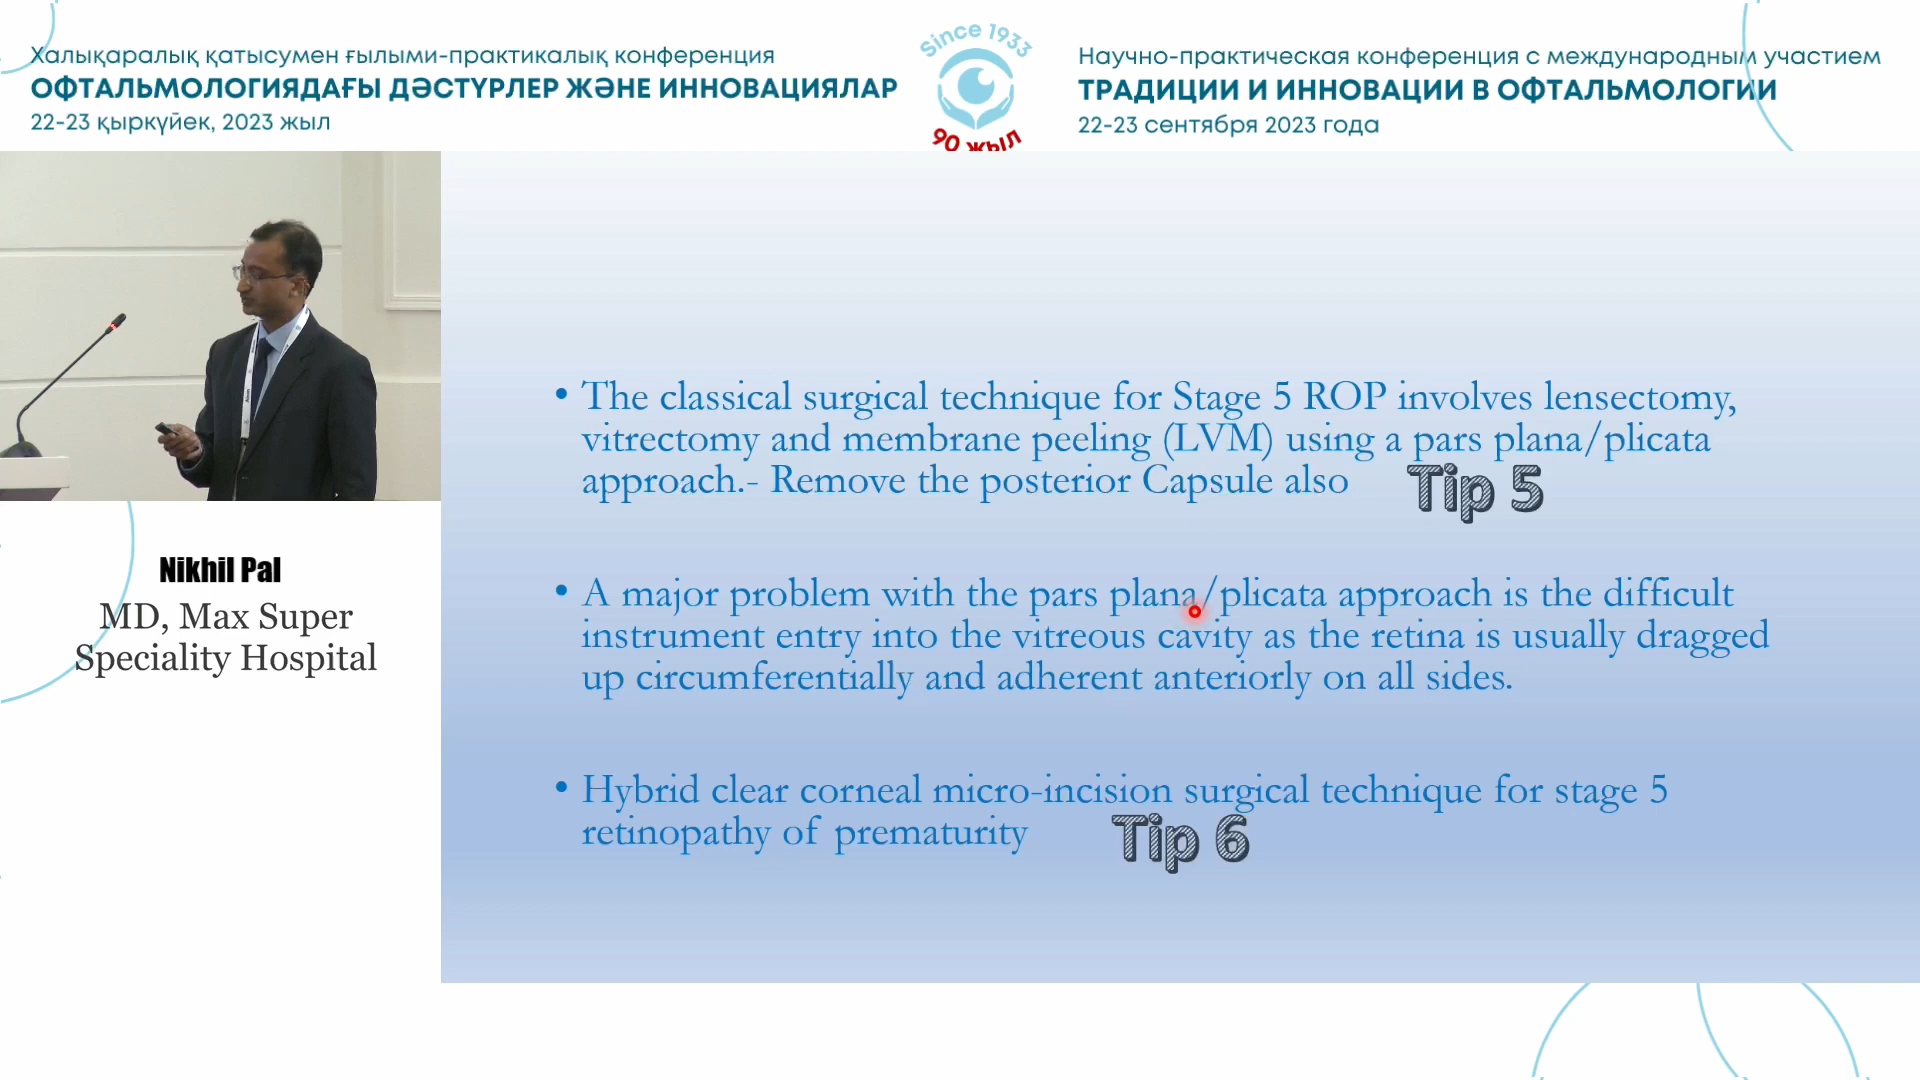 Халықаралық қатысумен ғылыми-практикалық конференция
ОФТАЛЬМОЛОГИЯДАҒЫ ДӘСТҮРЛЕР ЖӘНЕ ИННОВАЦИЯЛАР
22-23 қыркүйек, 2023 жыл
Since 1933
90 жыл
Научно-практическая конференция с международным участием
ТРАДИЦИИ И ИННОВАЦИИ В ОФТАЛЬМОЛОГИИ
22-23 сентября 2023 года
Nikhil Pal
MD, Max Super
Speciality Hospital
• The classical surgical technique for Stage 5 ROP involves lensectomy,
vitrectomy and membrane peeling (LVM) using a pars plana/plicata
approach.- Remove the posterior Capsule also
Tip 5
• A major problem with the pars plana/plicata approach is the difficult
instrument entry into the vitreous cavity as the retina is usually dragged
up circumferentially and adherent anteriorly on all sides.
• Hybrid clear corneal micro-incision surgical technique for stage 5
retinopathy of prematurity
Tip 6